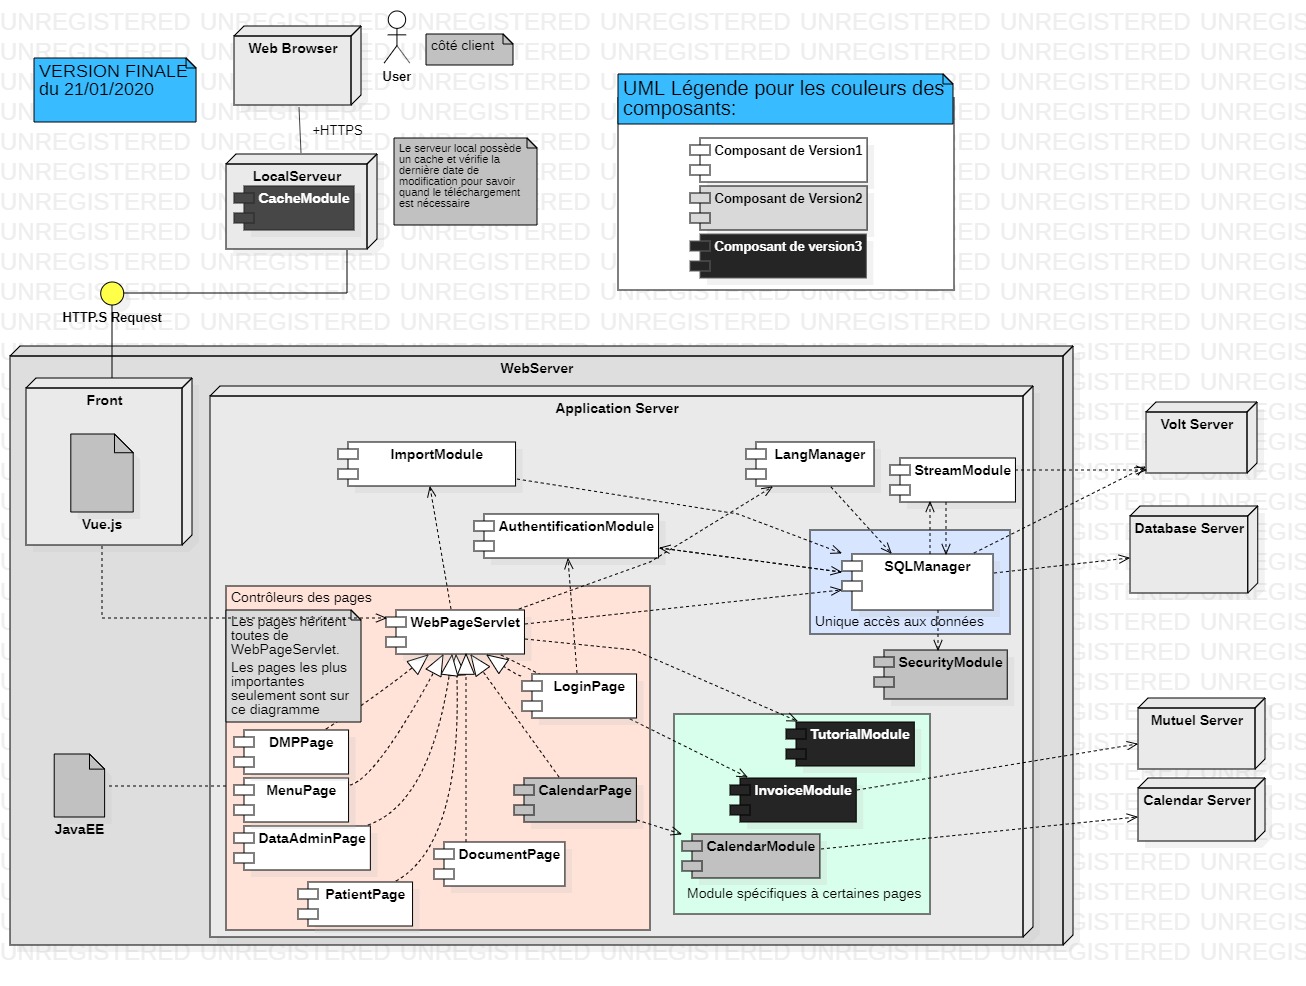 Web Browser
User
côté client
VERSION FINALE
du 21/01/2020
+HTTPS
UML Légende pour les couleurs des
composants:
Composant de Version1
Composant de Version2
Composant de version3
Le serveur local possède
un cache et vérifie la
dernière date de
modification pour savoir
quand le téléchargement
est nécessaire
LocalServeur
CacheModule
HTTP.S Request
WebServer
Front
Vue.js
Application Server
ImportModule
LangManager
StreamModule
AuthentificationModule
SQLManager
Unique accès aux données
SecurityModule
Volt Server
Database Server
Contrôleurs des pages
Les pages héritent
toutes de
WebPageServlet.
Les pages les plus
importantes
seulement sont sur
ce diagramme
WebPageServlet
LoginPage
DMPPage
MenuPage
DataAdminPage
PatientPage
DocumentPage
CalendarPage
TutorialModule
InvoiceModule
CalendarModule
Module spécifiques à certaines pages
Mutuel Server
Calendar Server
JavaEE
UNREGISTERED